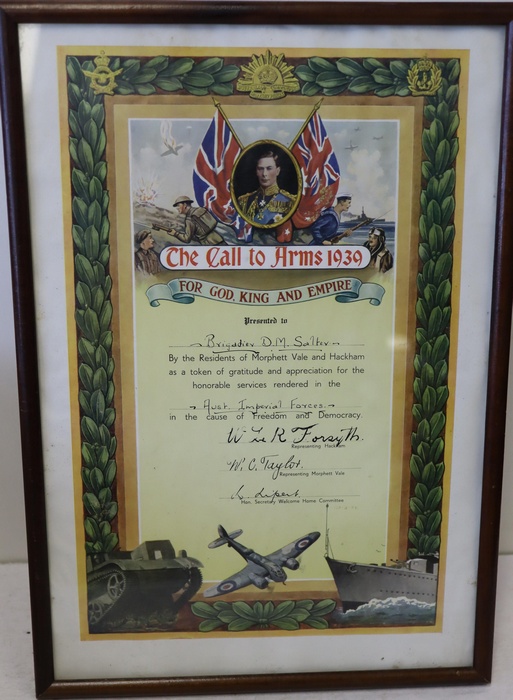 The Call to Arms 1939
FOR GOD, KING AND EMPIRE
Presented to
Brigadier D.M. Salter
By the Residents of Morphett Vale and Hackham
as a token of gratitude and appreciation for the
honorable services rendered in the
Aust. Imperial Forces.
in the cause of Freedom and Democracy.
Forsyth.
Representing Hackham
W. C. Taylor.
Representing Morphett Vale
Hon. Secretary Welcome Home Committee